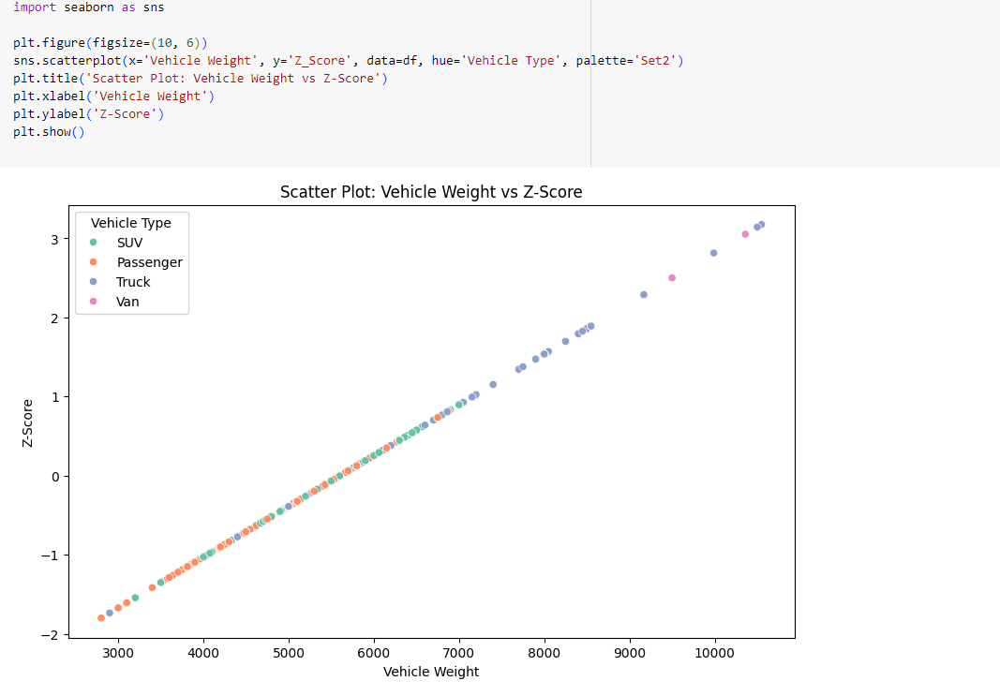 import seaborn as sns
plt.figure(figsize=(10, 6))
sns.scatterplot(x='Vehicle Weight', y='Z_Score', data=df, hue='Vehicle Type', palette='Set2')
plt.title('Scatter Plot: Vehicle Weight vs Z-Score')
plt.xlabel('Vehicle Weight')
plt.ylabel('Z-Score')
plt.show()
Scatter Plot: Vehicle Weight vs Z-Score
Vehicle Type
SUV
Passenger
Truck
Van
3
2
1
0
−1
−2
Z-Score
3000 4000 5000 6000 7000 8000 9000 10000
Vehicle Weight